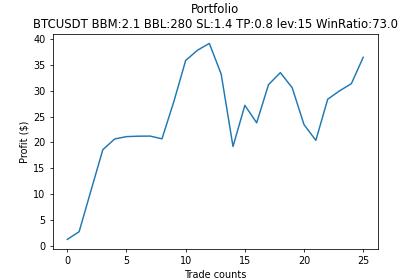 Portfolio
BTCUSDT BBM:2.1 BBL:280 SL:1.4 TP:0.8 lev:15 WinRatio:73.0
40
35
30
25
20
15
10
5
0
Profit ($)
0 5 10 15 20 25
Trade counts